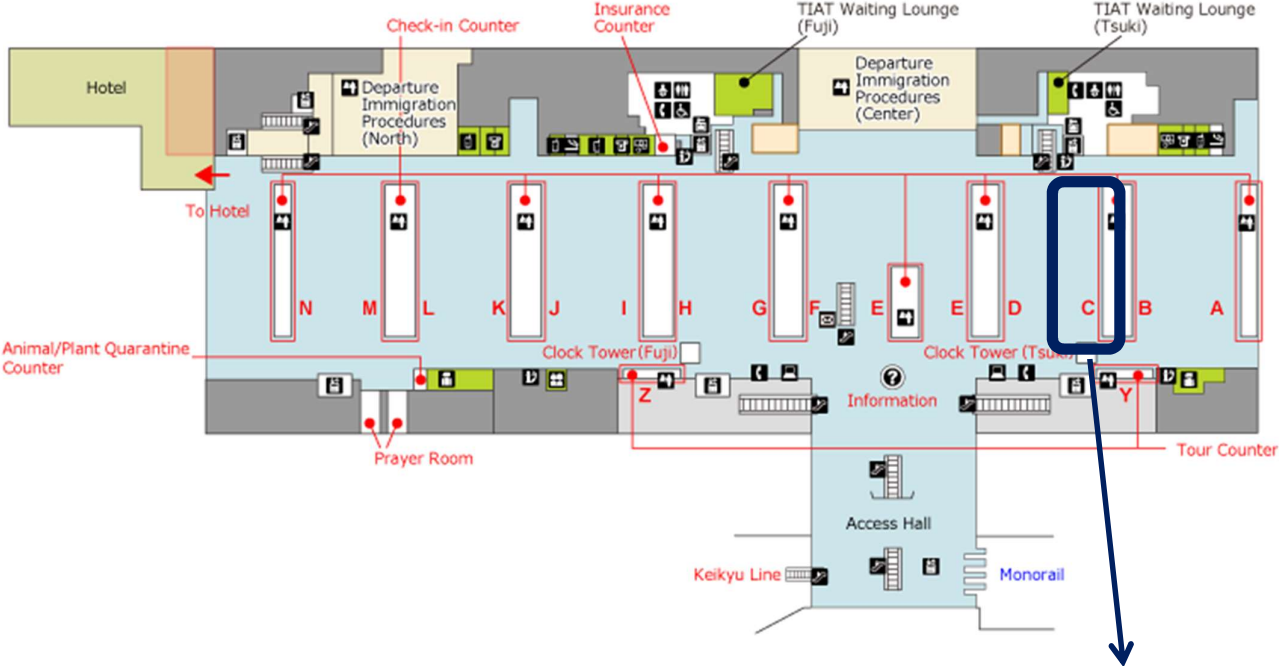 Check-in Counter
Insurance
Counter
TIAT Waiting Lounge
(Fuji)
TIAT Waiting Lounge
(Tsuki)
Hotel
Departure
Immigration
Procedures
(North)
Departure
Immigration
Procedures
(Center)
To Hotel
N M L K J I H G F E E D C B A
Animal/Plant Quarantine
Counter
Clock Tower(Fuji)
Clock Tower (Tsuki)
Z
?
Information
Y
Prayer Room
Tour Counter
Access Hall
Keikyu Line
Monorail